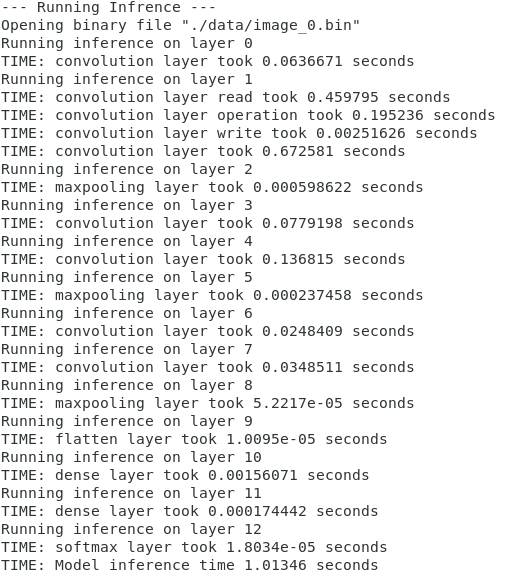 --- Running Infrence ---
Opening binary file "./data/image_0.bin"
Running inference on layer 0
TIME: convolution layer took 0.0636671 seconds
Running inference on layer 1
TIME: convolution layer read took 0.459795 seconds
TIME: convolution layer operation took 0.195236 seconds
TIME: convolution layer write took 0.00251626 seconds
TIME: convolution layer took 0.672581 seconds
Running inference on layer 2
TIME: maxpooling layer took 0.000598622 seconds
Running inference on layer 3
TIME: convolution layer took 0.0779198 seconds
Running inference on layer 4
TIME: convolution layer took 0.136815 seconds
Running inference on layer 5
TIME: maxpooling layer took 0.000237458 seconds
Running inference on layer 6
TIME: convolution layer took 0.0248409 seconds
Running inference on layer 7
TIME: convolution layer took 0.0348511 seconds
Running inference on layer 8
TIME: maxpooling layer took 5.2217e-05 seconds
Running inference on layer 9
TIME: flatten layer took 1.0095e-05 seconds
Running inference on layer 10
TIME: dense layer took 0.00156071 seconds
Running inference on layer 11
TIME: dense layer took 0.000174442 seconds
Running inference on layer 12
TIME: softmax layer took 1.8034e-05 seconds
TIME: Model inference time 1.01346 seconds